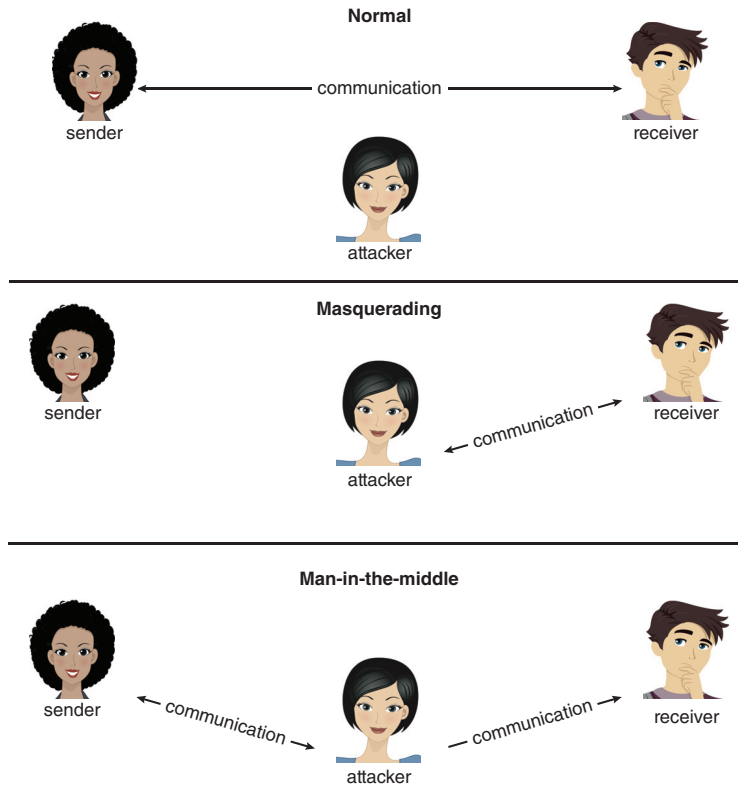 Normal
communication
sender
receiver
attacker
Masquerading
sender
communication
receiver
attacker
Man-in-the-middle
sender
communication
communication
receiver
attacker